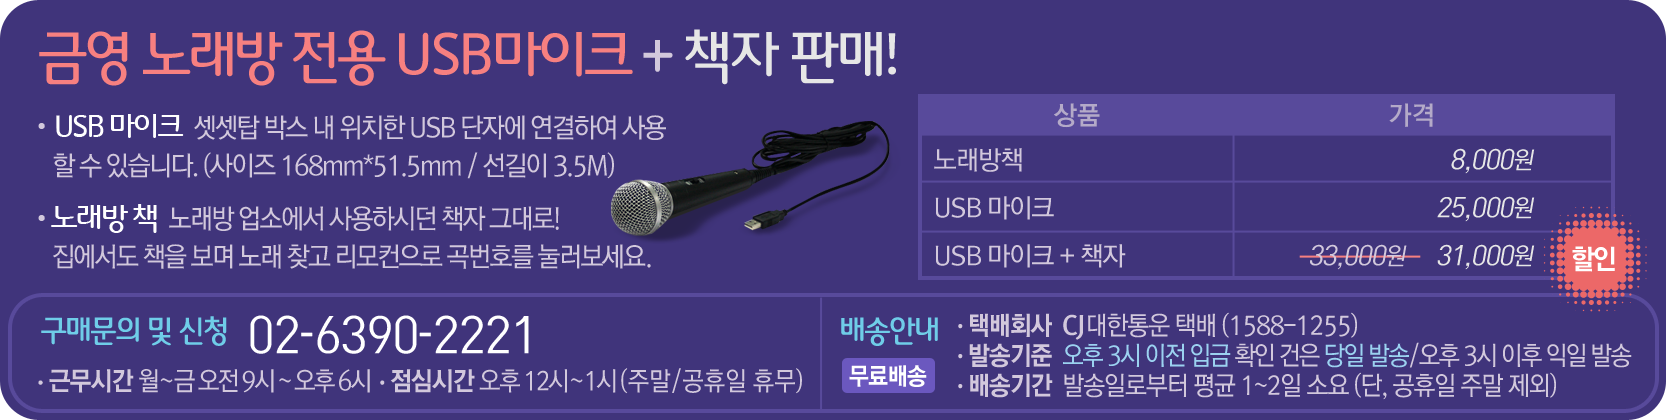 금영 노래방 전용 USB마이크 + 책자 판매!
• USB 마이크 셋셋탑 박스 내 위치한 USB 단자에 연결하여 사용
할 수 있습니다. (사이즈 168mm*51.5mm / 선길이 3.5M)
• 노래방 책 노래방 업소에서 사용하시던 책자 그대로!
집에서도 책을 보며 노래 찾고 리모컨으로 곡번호를 눌러보세요.
상품 가격
노래방책 8,000원
USB 마이크 25,000원
USB 마이크 + 책자 33,000원 31,000원
할인
구매문의 및 신청 02-6390-2221
• 근무시간 월~금 오전 9시 ~ 오후 6시 • 점심시간 오후 12시~1시 (주말/공휴일 휴무)
배송안내
무료배송
· 택배회사 CJ대한통운 택배 (1588-1255)
· 발송기준 오후 3시 이전 입금 확인 건은 당일 발송/오후 3시 이후 익일 발송
· 배송기간 발송일로부터 평균 1~2일 소요 (단, 공휴일 주말 제외)